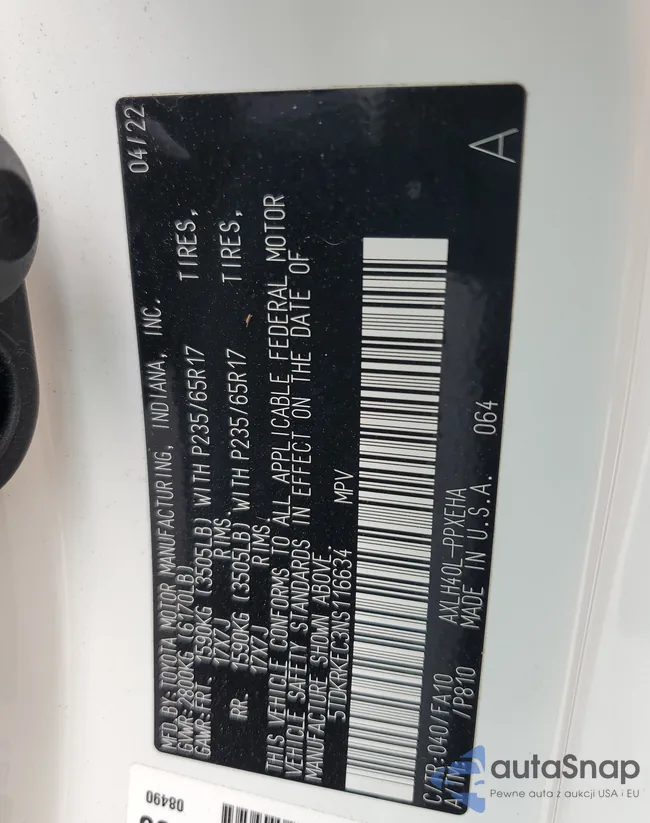 MFD BY: TOYOTA MOTOR MANUFACTURING, INDIANA, INC. 04/22
GWR: 2800KG (6170LB)
GAWR: FRT. 1590KG (3505LB) WITH P235/65R17 TIRES,
17X7J RIMS
RR. 1590KG (3505LB) WITH P235/65R17 TIRES,
17X7J RIMS
THIS VEHICLE CONFORMS TO ALL APPLICABLE FEDERAL MOTOR
VEHICLE SAFETY STANDARDS IN EFFECT ON THE DATE OF
MANUFACTURE SHOWN ABOVE.
5TDKRKEC3NS116634 MPV
C/TR: 040/FA10 AXLH40L-PPXEHA
A/TM: /P810 MADE IN U.S.A. 064
A
08490
autaSnap
Pewne auta z aukcji USA i EU